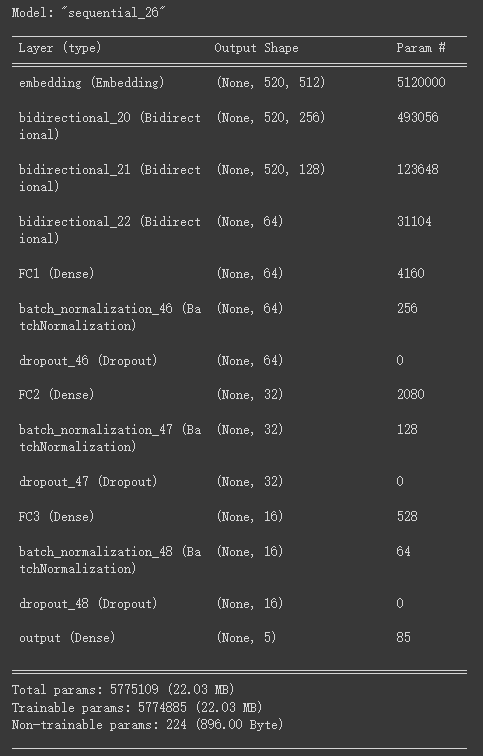 Model: "sequential_26"
Layer (type) Output Shape Param #
embedding (Embedding) (None, 520, 512) 5120000
bidirectional_20 (Bidirect (None, 520, 256) 493056
ional)
bidirectional_21 (Bidirect (None, 520, 128) 123648
ional)
bidirectional_22 (Bidirect (None, 64) 31104
ional)
FC1 (Dense) (None, 64) 4160
batch_normalization_46 (Ba (None, 64) 256
tchNormalization)
dropout_46 (Dropout) (None, 64) 0
FC2 (Dense) (None, 32) 2080
batch_normalization_47 (Ba (None, 32) 128
tchNormalization)
dropout_47 (Dropout) (None, 32) 0
FC3 (Dense) (None, 16) 528
batch_normalization_48 (Ba (None, 16) 64
tchNormalization)
dropout_48 (Dropout) (None, 16) 0
output (Dense) (None, 5) 85
Total params: 5775109 (22.03 MB)
Trainable params: 5774885 (22.03 MB)
Non-trainable params: 224 (896.00 Byte)